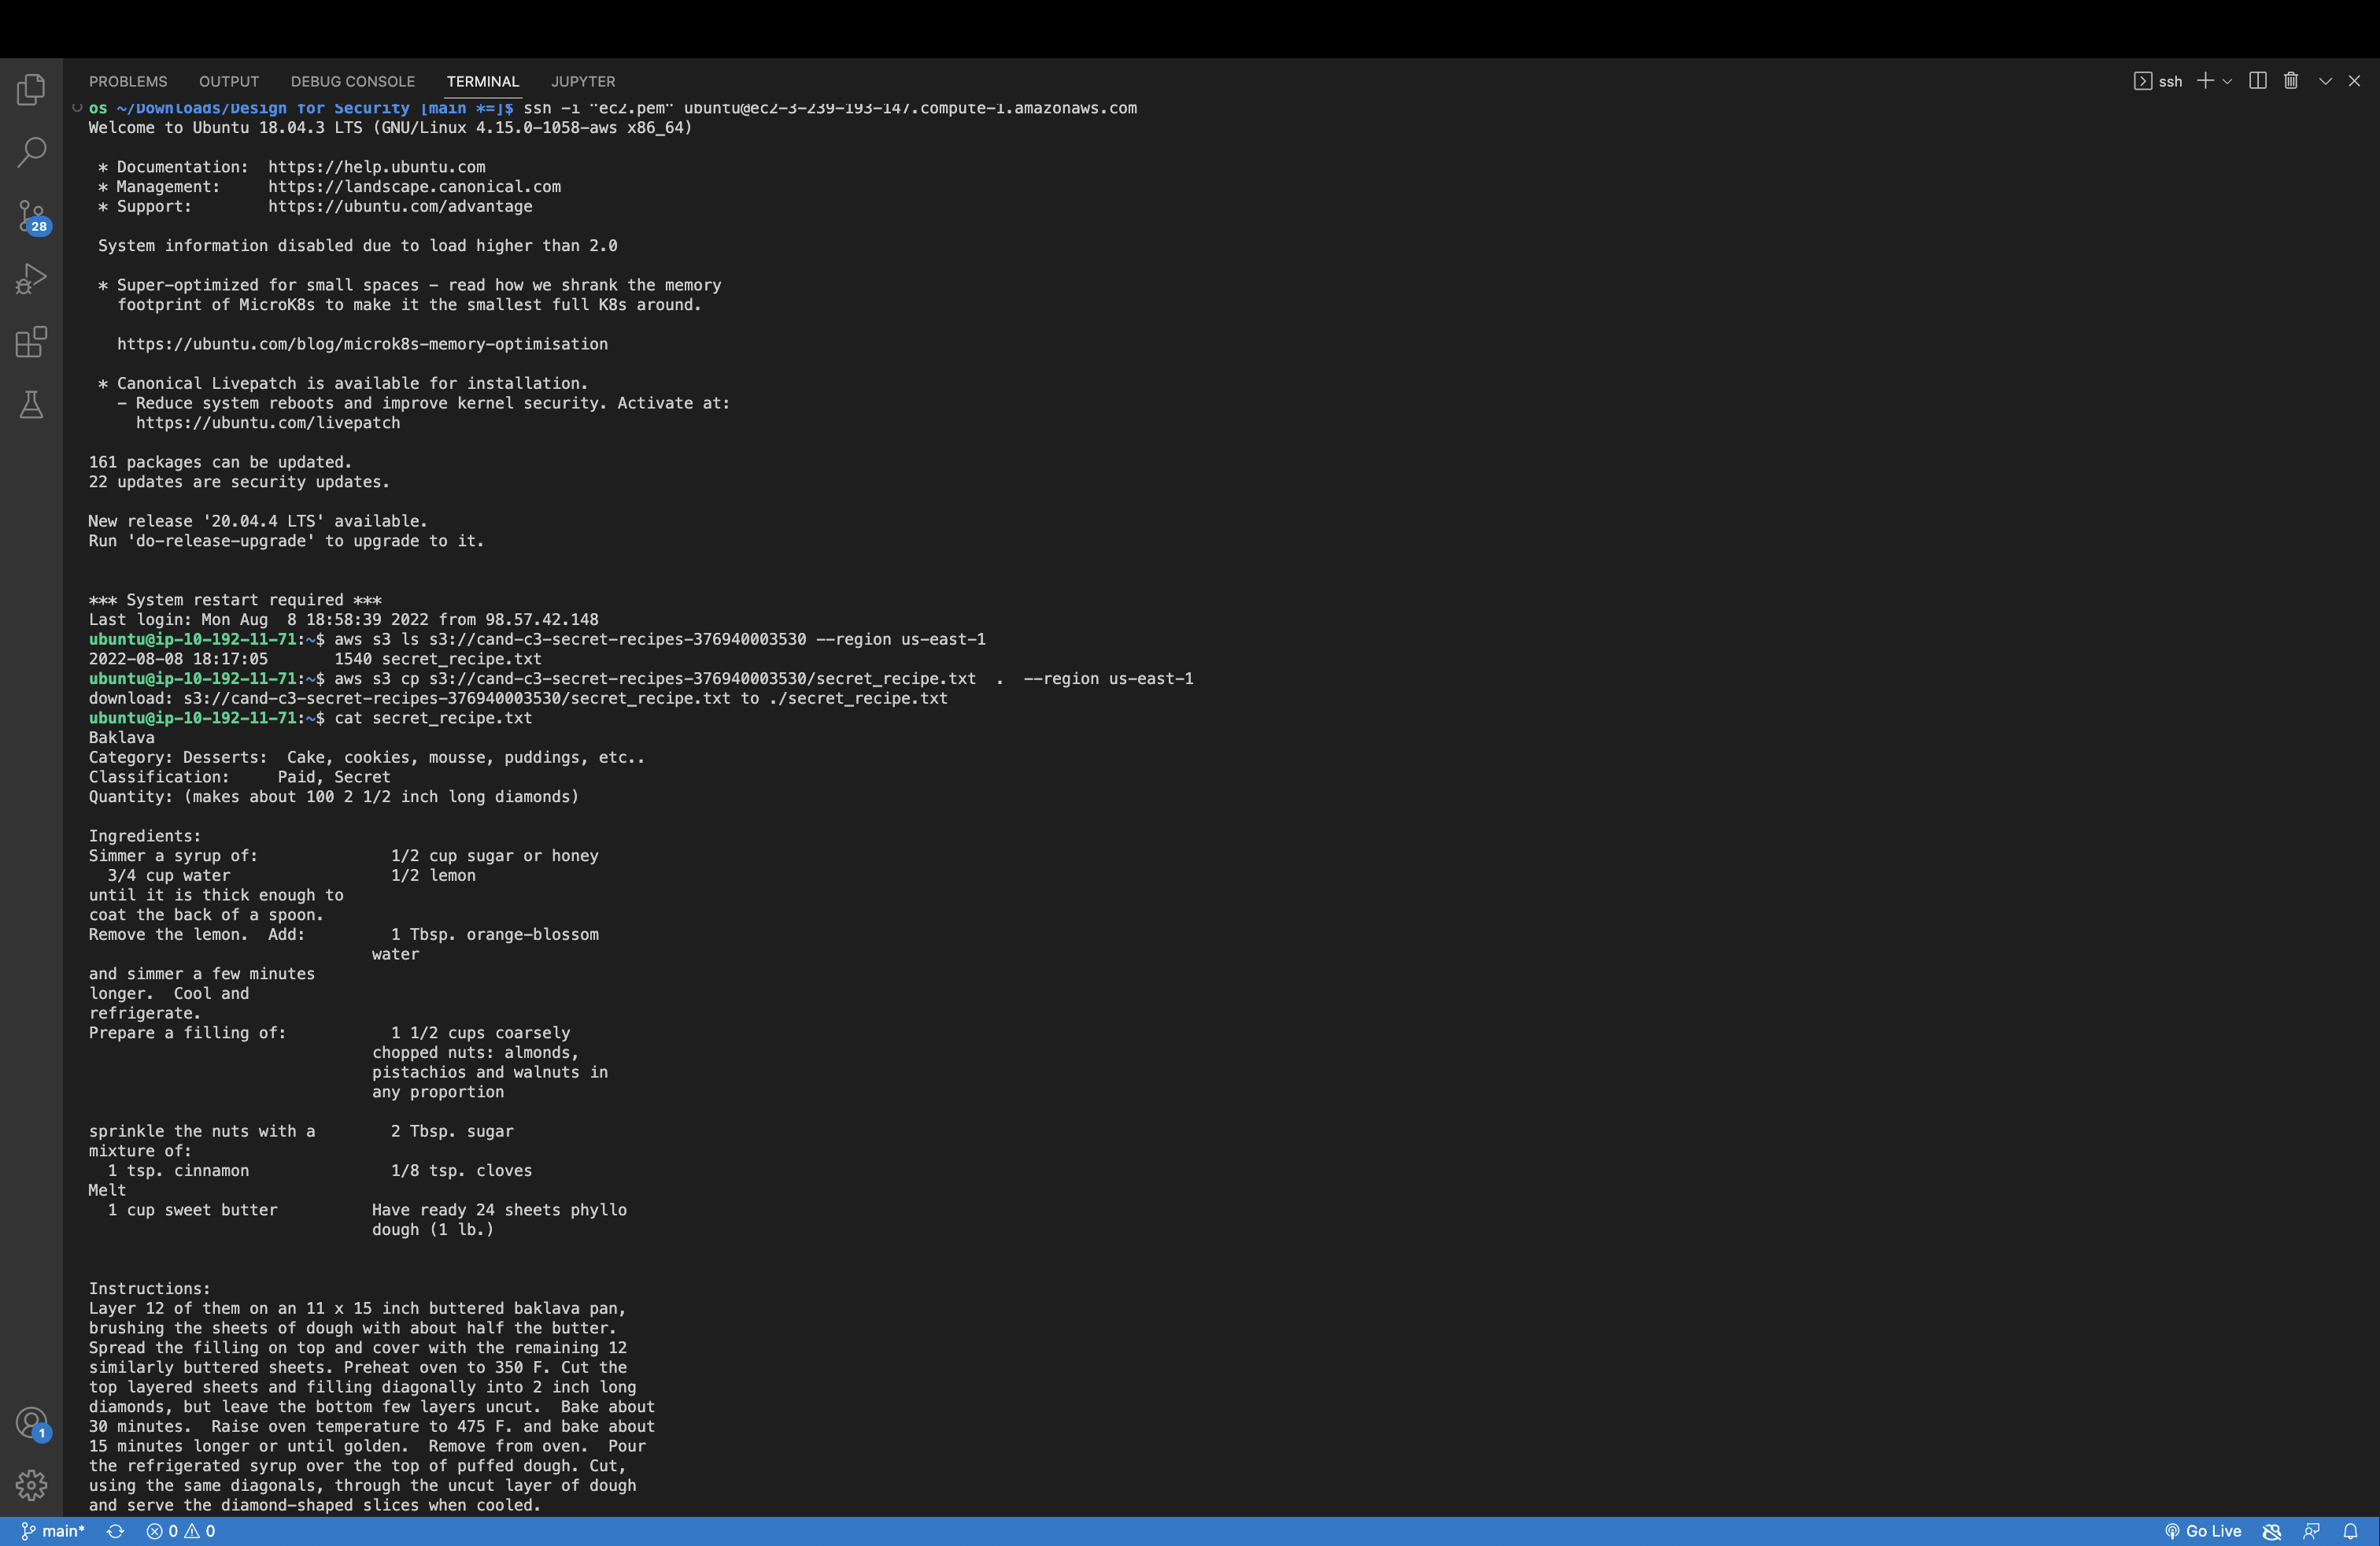 PROBLEMS OUTPUT DEBUG CONSOLE TERMINAL JUPYTER ssh
os ~/Downloads/Design for Security [main *=]$ ssh -i "ec2.pem" ubuntu@ec2-3-239-193-147.compute-1.amazonaws.com
Welcome to Ubuntu 18.04.3 LTS (GNU/Linux 4.15.0-1058-aws x86_64)
* Documentation: https://help.ubuntu.com
* Management: https://landscape.canonical.com
* Support: https://ubuntu.com/advantage
28
System information disabled due to load higher than 2.0
* Super-optimized for small spaces - read how we shrank the memory
footprint of MicroK8s to make it the smallest full K8s around.
https://ubuntu.com/blog/microk8s-memory-optimisation
* Canonical Livepatch is available for installation.
- Reduce system reboots and improve kernel security. Activate at:
https://ubuntu.com/livepatch
161 packages can be updated.
22 updates are security updates.
New release '20.04.4 LTS' available.
Run 'do-release-upgrade' to upgrade to it.
*** System restart required ***
Last login: Mon Aug  8 18:58:39 2022 from 98.57.42.148
ubuntu@ip-10-192-11-71:~$ aws s3 ls s3://cand-c3-secret-recipes-376940003530 --region us-east-1
2022-08-08 18:17:05       1540 secret_recipe.txt
ubuntu@ip-10-192-11-71:~$ aws s3 cp s3://cand-c3-secret-recipes-376940003530/secret_recipe.txt  .  --region us-east-1
download: s3://cand-c3-secret-recipes-376940003530/secret_recipe.txt to ./secret_recipe.txt
ubuntu@ip-10-192-11-71:~$ cat secret_recipe.txt
Baklava
Category: Desserts:  Cake, cookies, mousse, puddings, etc..
Classification:     Paid, Secret
Quantity: (makes about 100 2 1/2 inch long diamonds)
Ingredients:
Simmer a syrup of: 1/2 cup sugar or honey
3/4 cup water 1/2 lemon
until it is thick enough to
coat the back of a spoon.
Remove the lemon.  Add: 1 Tbsp. orange-blossom
water
and simmer a few minutes
longer.  Cool and
refrigerate.
Prepare a filling of: 1 1/2 cups coarsely
chopped nuts: almonds,
pistachios and walnuts in
any proportion
sprinkle the nuts with a 2 Tbsp. sugar
mixture of:
1 tsp. cinnamon 1/8 tsp. cloves
Melt
1 cup sweet butter Have ready 24 sheets phyllo
dough (1 lb.)
Instructions:
Layer 12 of them on an 11 x 15 inch buttered baklava pan,
brushing the sheets of dough with about half the butter.
Spread the filling on top and cover with the remaining 12
similarly buttered sheets. Preheat oven to 350 F. Cut the
top layered sheets and filling diagonally into 2 inch long
diamonds, but leave the bottom few layers uncut.  Bake about
30 minutes.  Raise oven temperature to 475 F. and bake about
1
15 minutes longer or until golden.  Remove from oven.  Pour
the refrigerated syrup over the top of puffed dough. Cut,
using the same diagonals, through the uncut layer of dough
and serve the diamond-shaped slices when cooled.
main* 0 0 Go Live